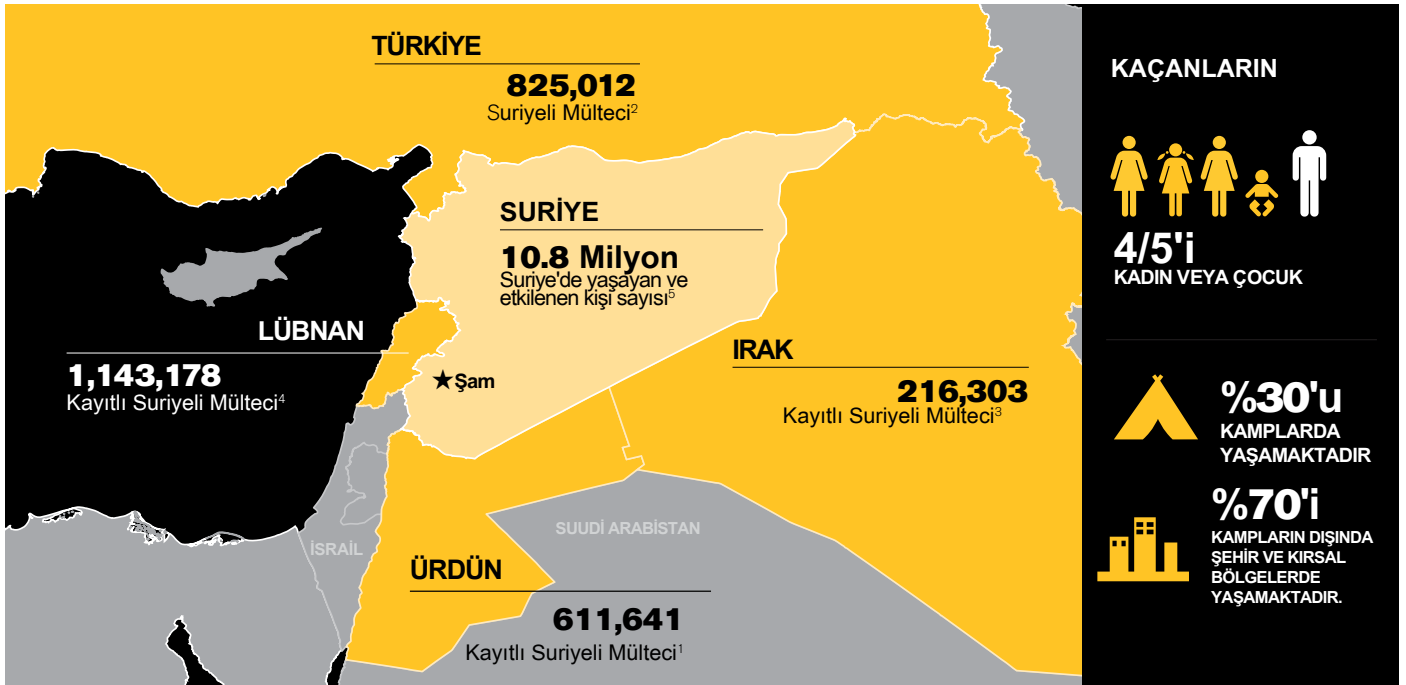 TÜRKİYE
825,012
Suriyeli Mülteci²
SURİYE
10.8 Milyon
Suriye'de yaşayan ve
etkilenen kişi sayısı⁵
LÜBNAN
1,143,178
Kayıtlı Suriyeli Mülteci⁴
★Şam
IRAK
216,303
Kayıtlı Suriyeli Mülteci³
SUUDİ ARABİSTAN
İSRAİL
ÜRDÜN
611,641
Kayıtlı Suriyeli Mülteci¹
KAÇANLARIN
4/5'i
KADIN VEYA ÇOCUK
%30'u
KAMPLARDA
YAŞAMAKTADIR
%70'i
KAMPLARIN DIŞINDA
ŞEHİR VE KIRSAL
BÖLGELERDE
YAŞAMAKTADIR.